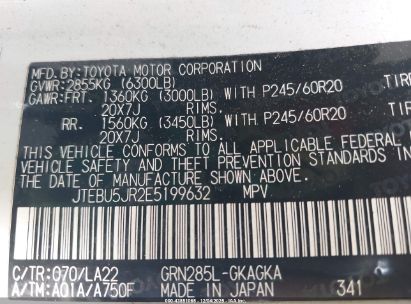 MFD.BY:TOYOTA MOTOR CORPORATION
GVWR:2855KG (6300LB)
GAWR:FRT. 1360KG (3000LB) WITH P245/60R20 TIR
20X7J RIMS.
RR. 1560KG (3450LB) WITH P245/60R20 TIR
20X7J RIMS.
THIS VEHICLE CONFORMS TO ALL APPLICABLE FEDERAL
VEHICLE SAFETY AND THEFT PREVENTION STANDARDS IN
THE DATE OF MANUFACTURE SHOWN ABOVE.
JTEBU5JR2E5199632 MPV
C/TR:070/LA22 GRN285L-GKAGKA
A/TM:A01A/A750F MADE IN JAPAN 341